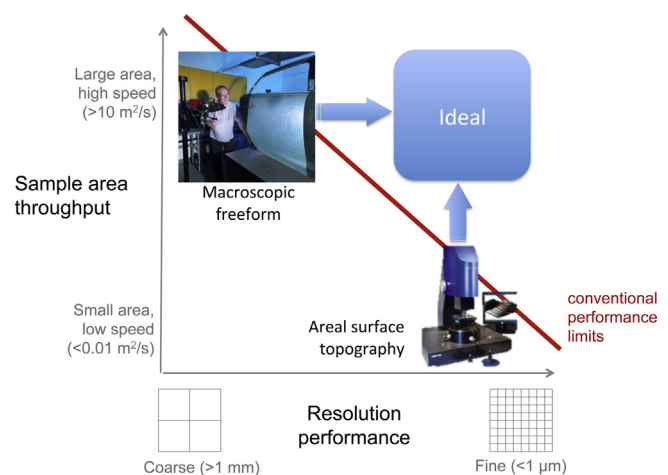 Large area,
high speed
(>10 m²/s)
Ideal
Sample area
throughput
Macroscopic
freeform
Small area,
low speed
(<0.01 m²/s)
Areal surface
topography
conventional
performance
limits
Resolution
performance
Coarse (>1 mm)
Fine (<1 μm)